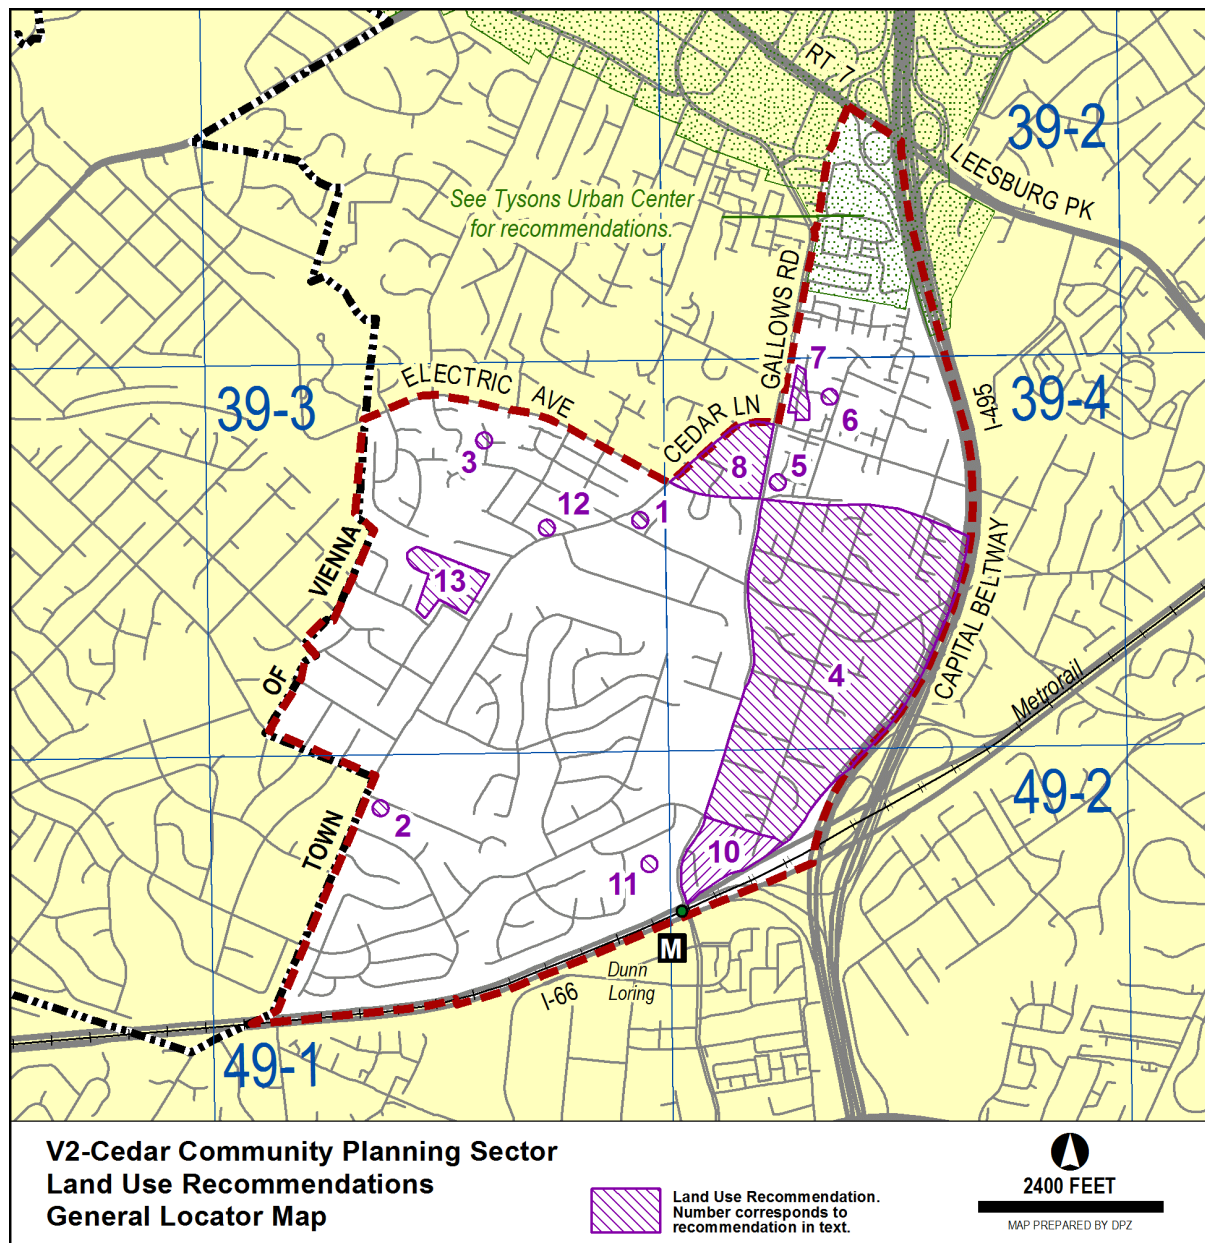 RT 7
39-2
LEESBURG PK
See Tysons Urban Center
for recommendations.
GALLOWS RD
7
I-495
39-4
ELECTRIC AVE
39-3
CEDAR LN
6
3
8
5
12
1
VIENNA
13
CAPITAL BELTWAY
OF
4
Metrorail
49-2
2
TOWN
10
11
M
Dunn
Loring
I-66
49-1
V2-Cedar Community Planning Sector
Land Use Recommendations
General Locator Map
Land Use Recommendation.
Number corresponds to
recommendation in text.
2400 FEET
MAP PREPARED BY DPZ